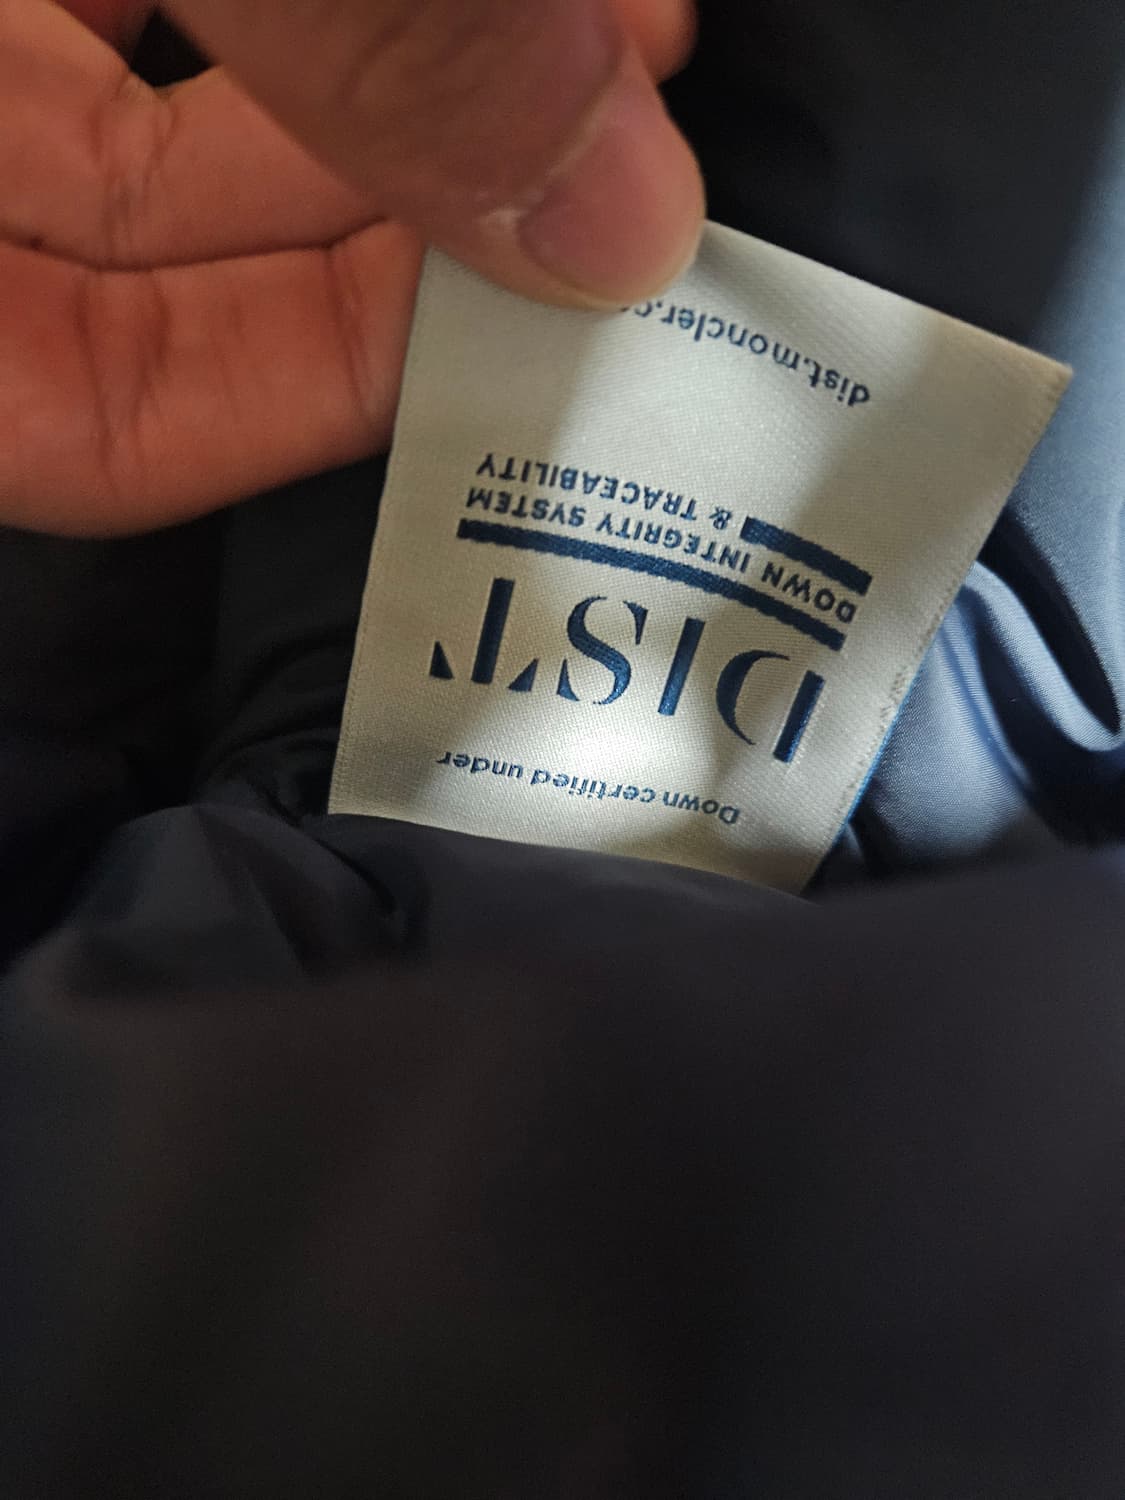 Down certified under
DIST
DOWN INTEGRITY SYSTEM
& TRACEABILITY
dist.moncler.c